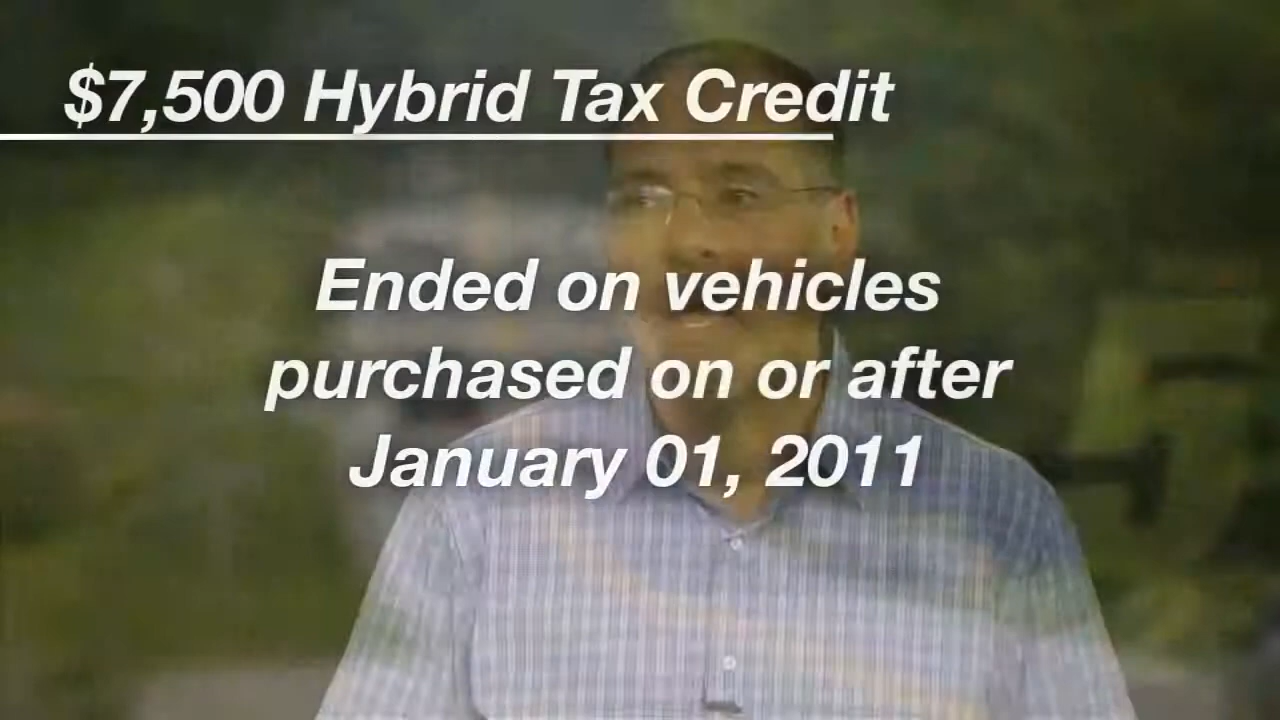 $7,500 Hybrid Tax Credit
Ended on vehicles
purchased on or after
January 01, 2011